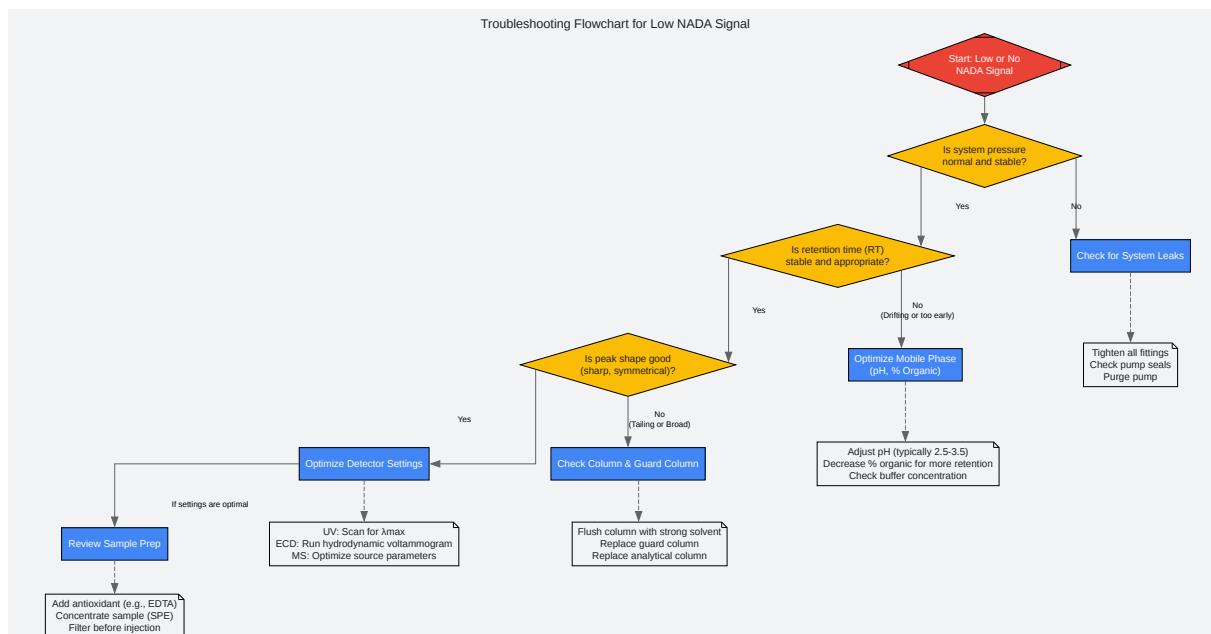 Troubleshooting Flowchart for Low NADA Signal
Start: Low or No
NADA Signal
Is system pressure
normal and stable?
Yes
No
Is retention time (RT)
stable and appropriate?
Check for System Leaks
Yes
No
(Drifting or too early)
Tighten all fittings
Check pump seals
Purge pump
Is peak shape good
(sharp, symmetrical)?
Optimize Mobile Phase
(pH, % Organic)
Yes
No
(Tailing or Broad)
Adjust pH (typically 2.5-3.5)
Decrease % organic for more retention
Check buffer concentration
Optimize Detector Settings
Check Column & Guard Column
If settings are optimal
UV: Scan for λmax
ECD: Run hydrodynamic voltammogram
MS: Optimize source parameters
Flush column with strong solvent
Replace guard column
Replace analytical column
Review Sample Prep
Add antioxidant (e.g., EDTA)
Concentrate sample (SPE)
Filter before injection